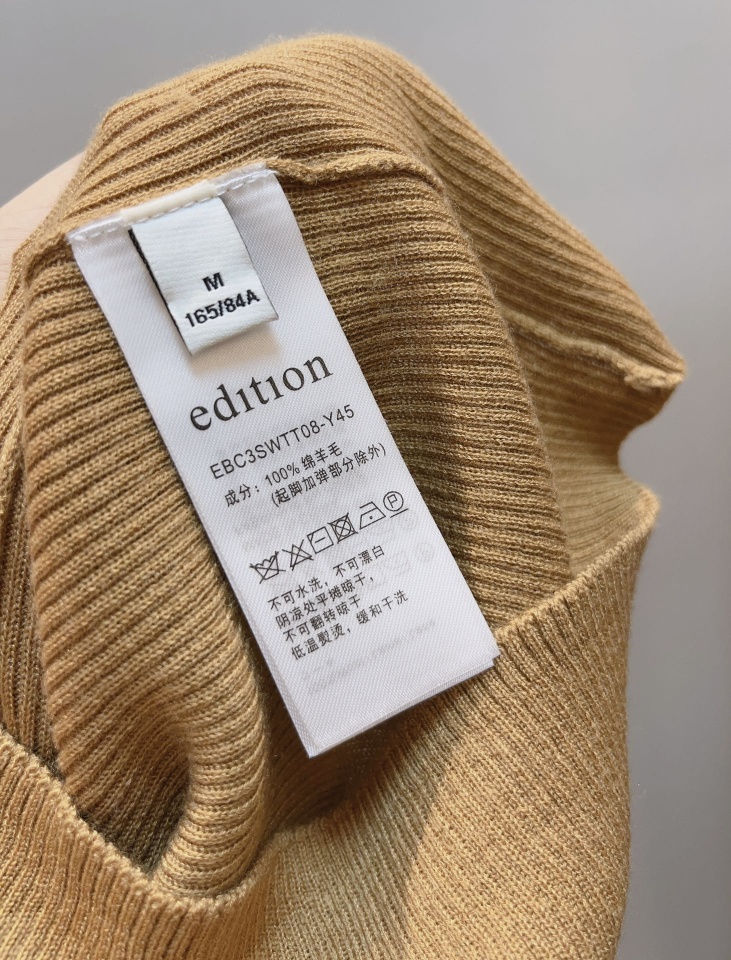 M
165/84A
edition
EBC3SWTT08-Y45
成分：100% 绵羊毛
(起脚加弹部分除外)
P
不可水洗，不可漂白
阴凉处平摊晾干，
不可翻转晾干
低温熨烫，缓和干洗